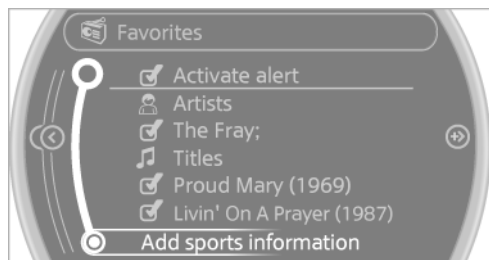 Favorites
Activate alert
Artists
The Fray;
Titles
Proud Mary (1969)
Livin' On A Prayer (1987)
Add sports information